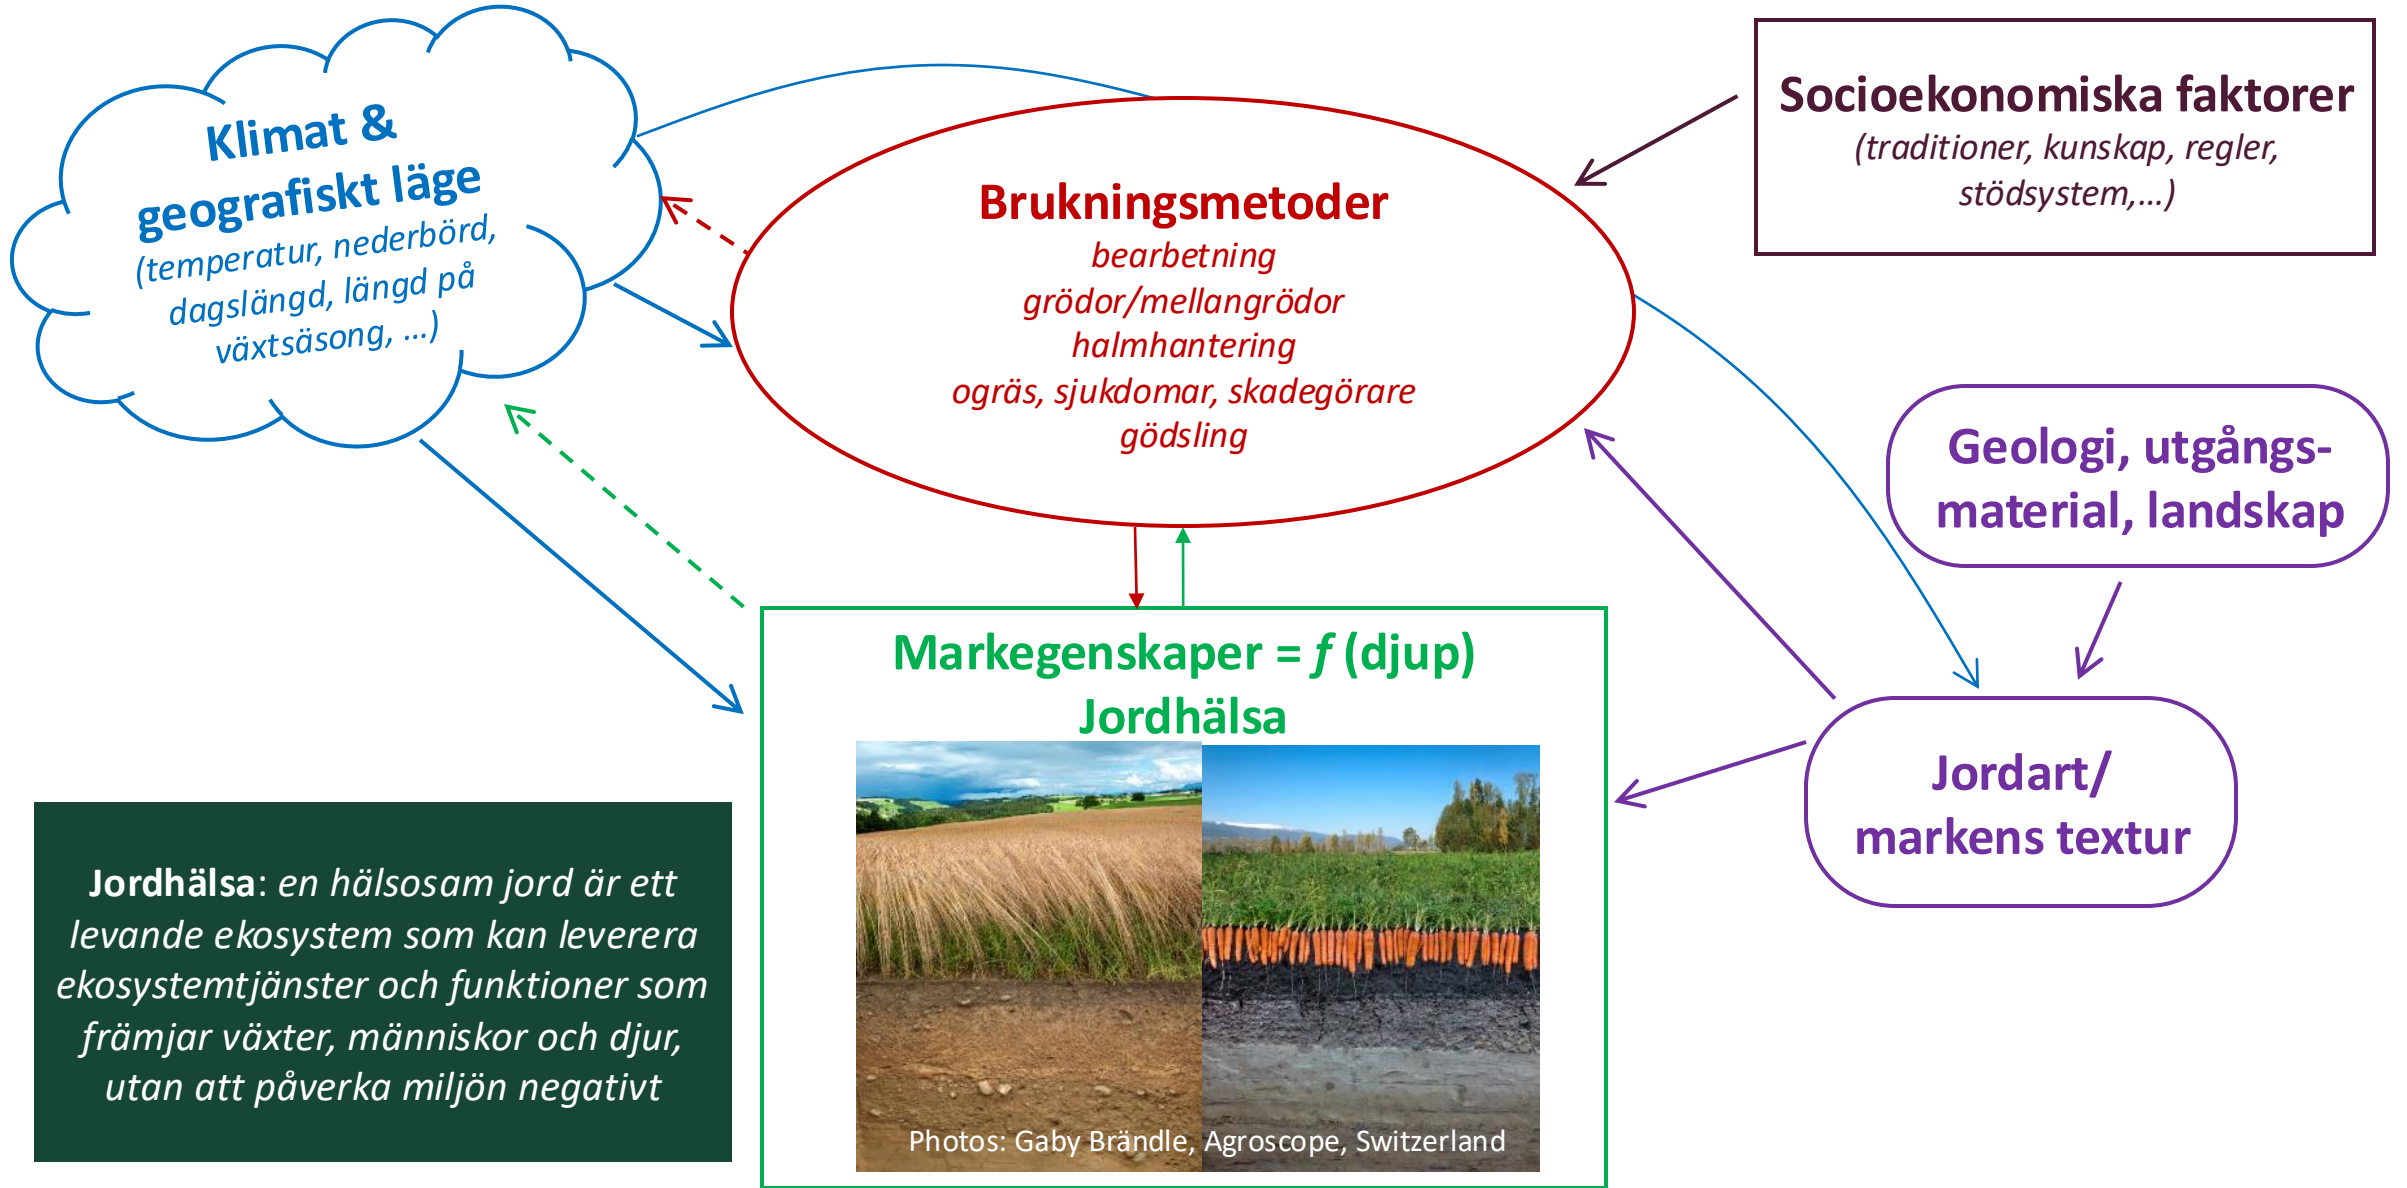 Klimat &
geografiskt läge
(temperatur, nederbörd,
dagslängd, längd på
växtsäsong, ...)
Brukningsmetoder
bearbetning
grödor/mellangrödor
halmhantering
ogräs, sjukdomar, skadegörare
gödsling
Socioekonomiska faktorer
(traditioner, kunskap, regler,
stödsystem,...)
Geologi, utgångs-
material, landskap
Jordart/
markens textur
Markegenskaper = f (djup)
Jordhälsa
Photos: Gaby Brändle, Agroscope, Switzerland
Jordhälsa: en hälsosam jord är ett
levande ekosystem som kan leverera
ekosystemtjänster och funktioner som
främjar växter, människor och djur,
utan att påverka miljön negativt